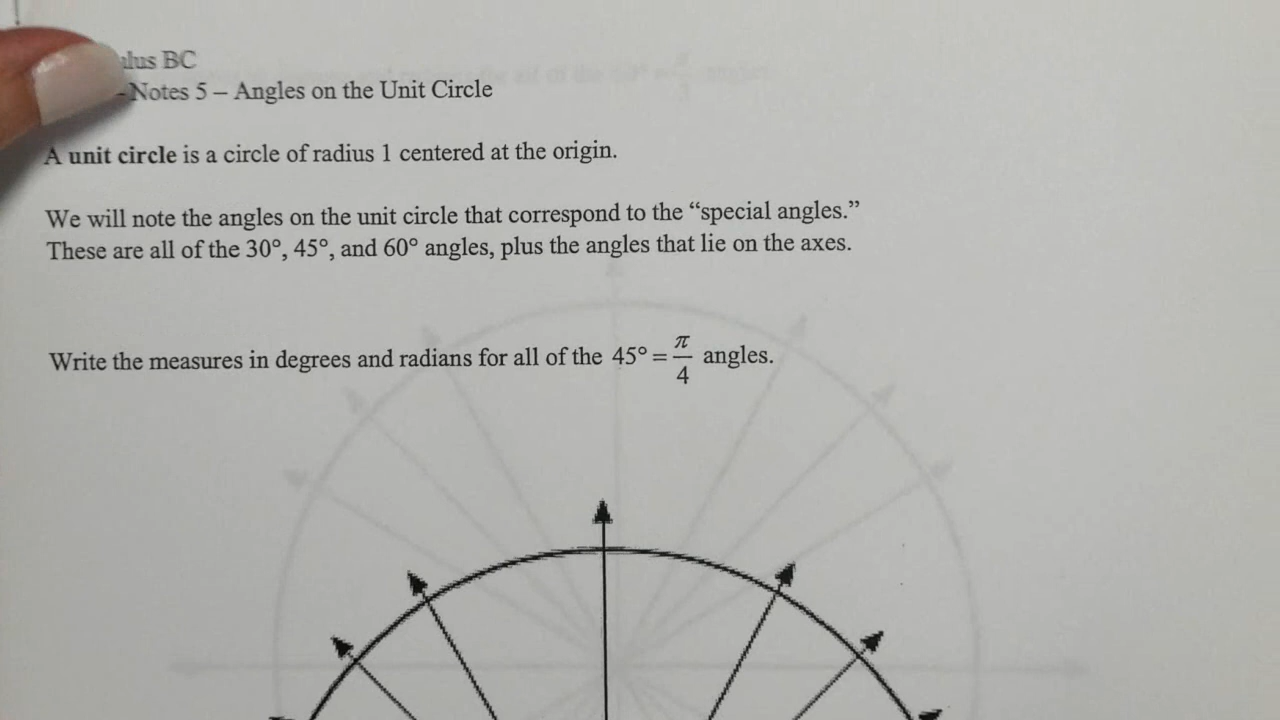 BC
Notes 5 – Angles on the Unit Circle
A unit circle is a circle of radius 1 centered at the origin.
We will note the angles on the unit circle that correspond to the “special angles.”
These are all of the 30°, 45°, and 60° angles, plus the angles that lie on the axes.
Write the measures in degrees and radians for all of the 45° = π/4 angles.